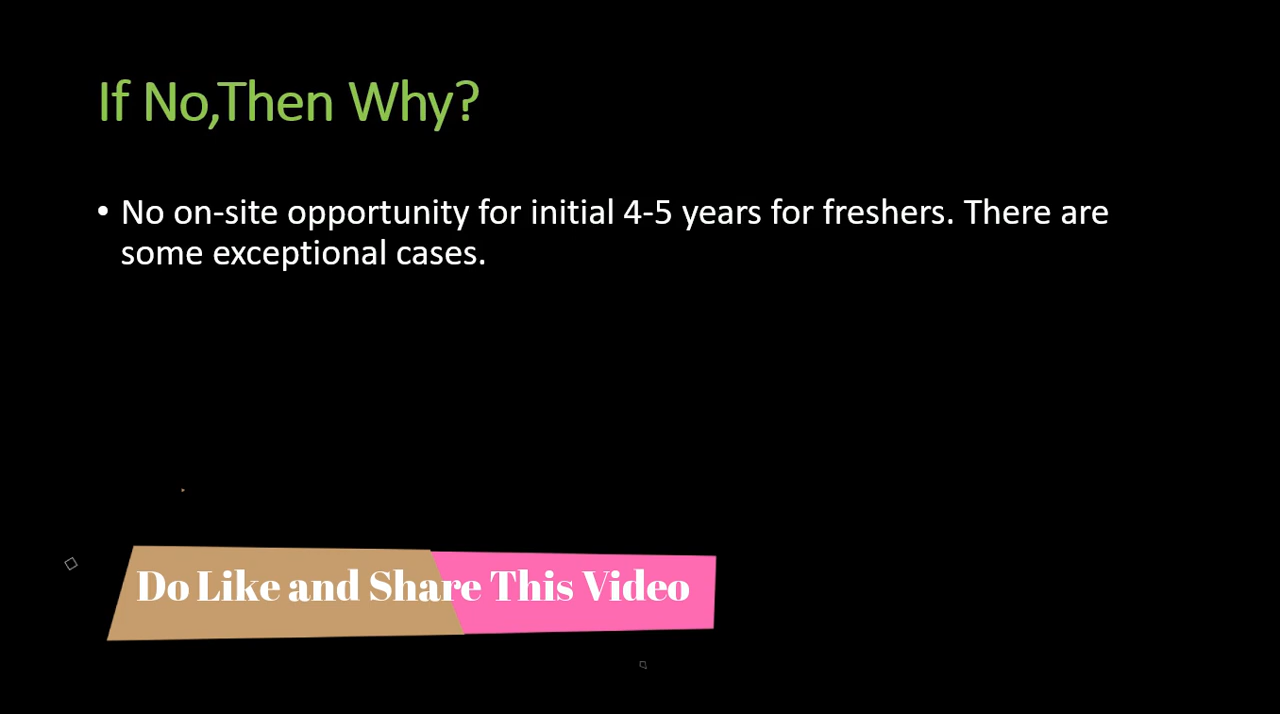 If No,Then Why?
• No on-site opportunity for initial 4-5 years for freshers. There are
some exceptional cases.
Do Like and Share This Video